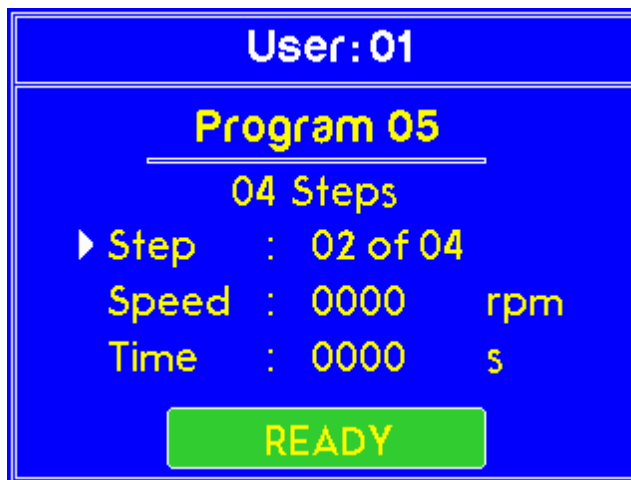 User:01
Program 05
04 Steps
Step : 02 of 04
Speed : 0000 rpm
Time : 0000 s
READY